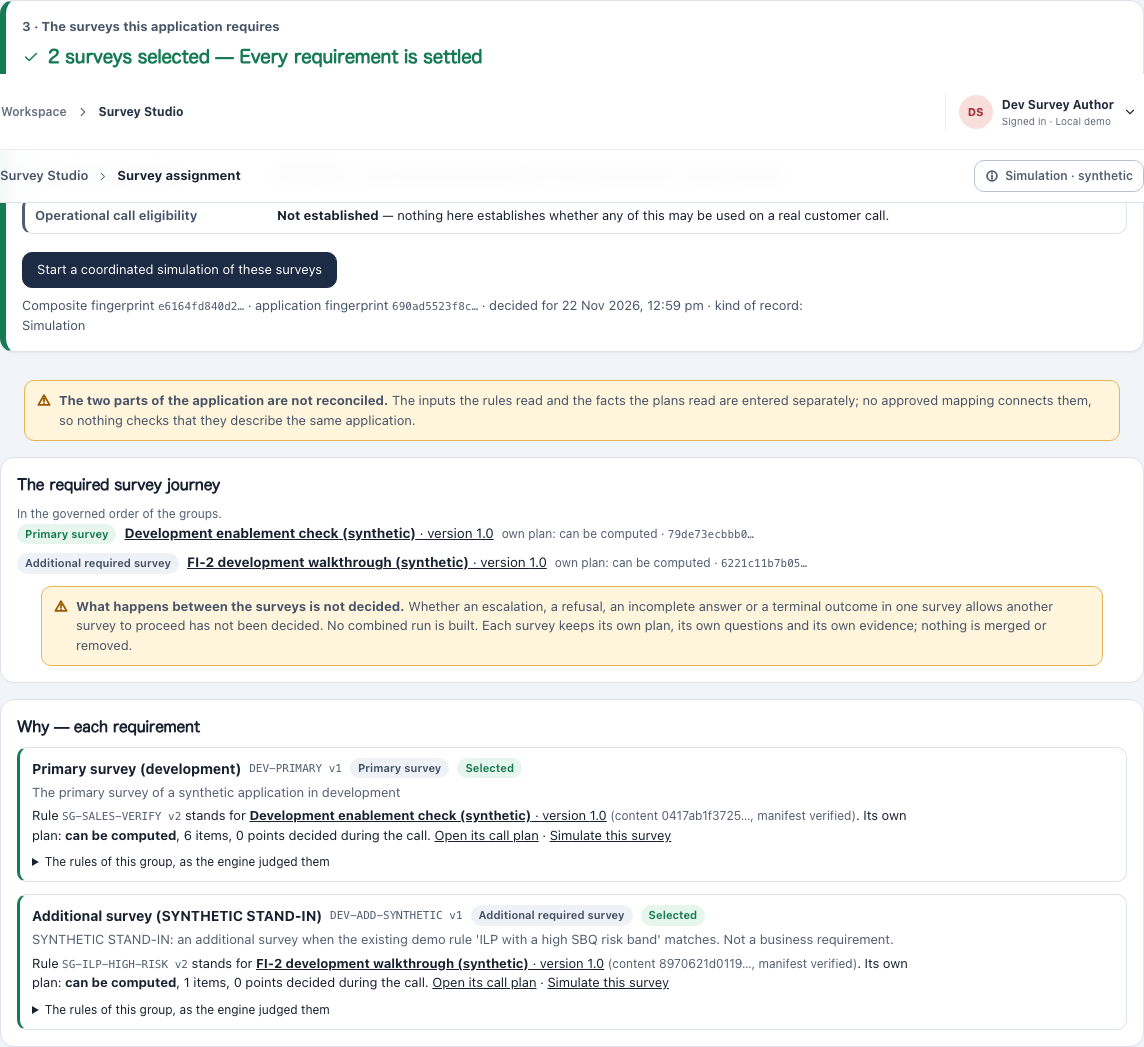 3 · The surveys this application requires
✓ 2 surveys selected — Every requirement is settled
Workspace > Survey Studio
DS
Dev Survey Author
Signed in · Local demo
Survey Studio > Survey assignment
Simulation · synthetic
Operational call eligibility Not established — nothing here establishes whether any of this may be used on a real customer call.
Start a coordinated simulation of these surveys
Composite fingerprint e6164fd840d2… · application fingerprint 690ad5523f8c… · decided for 22 Nov 2026, 12:59 pm · kind of record:
Simulation
The two parts of the application are not reconciled. The inputs the rules read and the facts the plans read are entered separately; no approved mapping connects them,
so nothing checks that they describe the same application.
The required survey journey
In the governed order of the groups.
Primary survey Development enablement check (synthetic) · version 1.0 own plan: can be computed · 79de73ecbbb0…
Additional required survey FI-2 development walkthrough (synthetic) · version 1.0 own plan: can be computed · 6221c11b7b05…
What happens between the surveys is not decided. Whether an escalation, a refusal, an incomplete answer or a terminal outcome in one survey allows another
survey to proceed has not been decided. No combined run is built. Each survey keeps its own plan, its own questions and its own evidence; nothing is merged or
removed.
Why — each requirement
Primary survey (development) DEV-PRIMARY v1 Primary survey Selected
The primary survey of a synthetic application in development
Rule SG-SALES-VERIFY v2 stands for Development enablement check (synthetic) · version 1.0 (content 0417ab1f3725…, manifest verified). Its own
plan: can be computed, 6 items, 0 points decided during the call. Open its call plan · Simulate this survey
▶ The rules of this group, as the engine judged them
Additional survey (SYNTHETIC STAND-IN) DEV-ADD-SYNTHETIC v1 Additional required survey Selected
SYNTHETIC STAND-IN: an additional survey when the existing demo rule 'ILP with a high SBQ risk band' matches. Not a business requirement.
Rule SG-ILP-HIGH-RISK v2 stands for FI-2 development walkthrough (synthetic) · version 1.0 (content 8970621d0119…, manifest verified). Its own
plan: can be computed, 1 items, 0 points decided during the call. Open its call plan · Simulate this survey
▶ The rules of this group, as the engine judged them